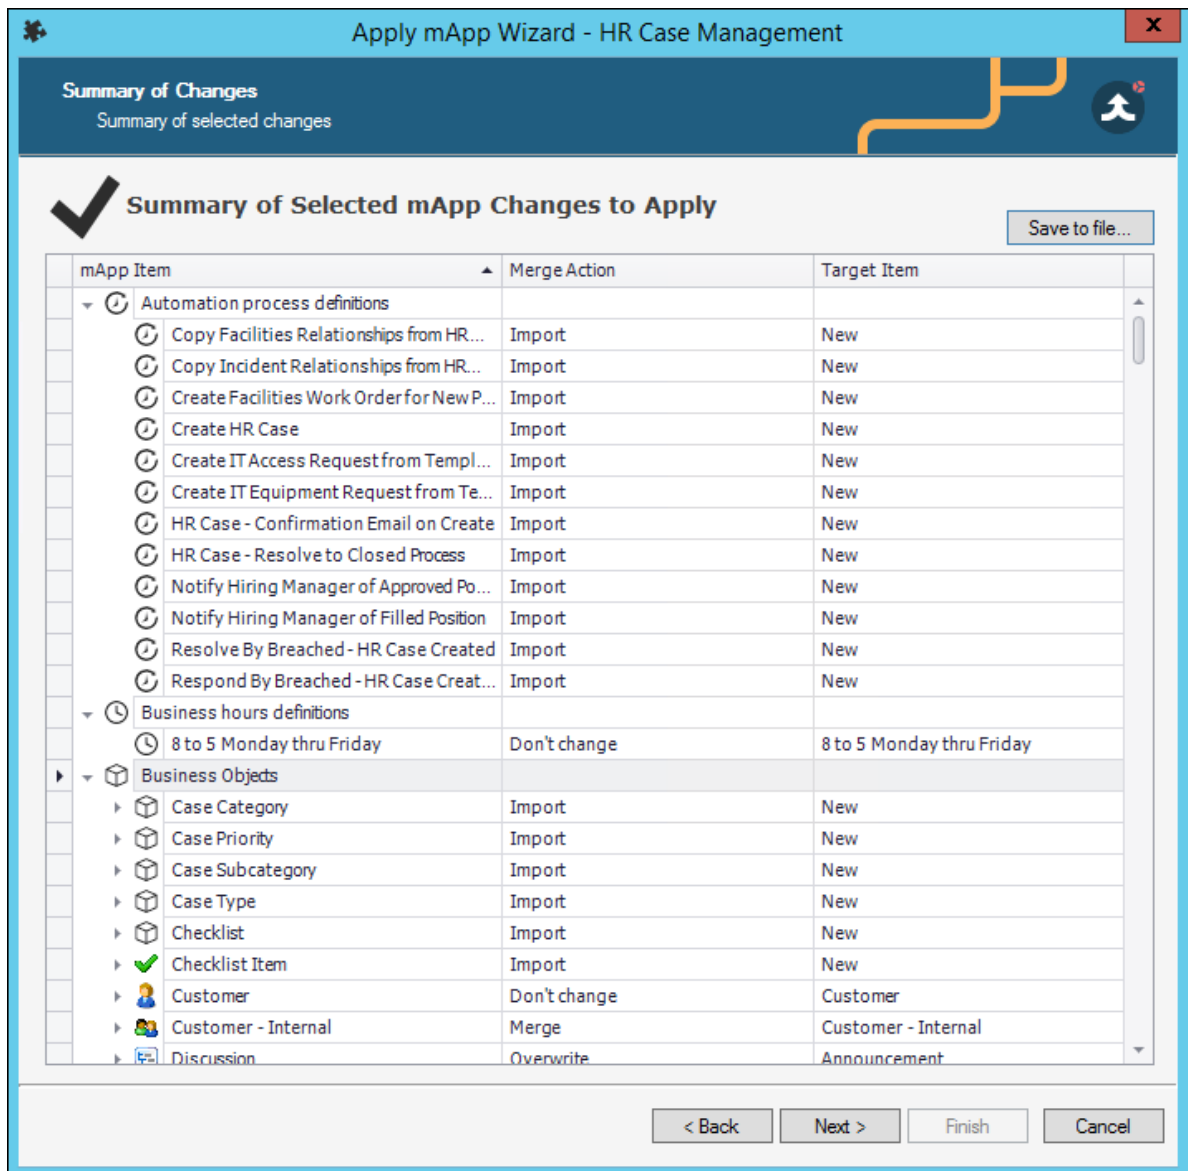 Apply mApp Wizard - HR Case Management
x
Summary of Changes
Summary of selected changes
Summary of Selected mApp Changes to Apply
Save to file...
mApp Item Merge Action Target Item
Automation process definitions
Copy Facilities Relationships from HR... Import New
Copy Incident Relationships from HR... Import New
Create Facilities Work Order for New P... Import New
Create HR Case Import New
Create IT Access Request from Templ... Import New
Create IT Equipment Request from Te... Import New
HR Case - Confirmation Email on Create Import New
HR Case - Resolve to Closed Process Import New
Notify Hiring Manager of Approved Po... Import New
Notify Hiring Manager of Filled Position Import New
Resolve By Breached - HR Case Created Import New
Respond By Breached - HR Case Creat... Import New
Business hours definitions
8 to 5 Monday thru Friday Don't change 8 to 5 Monday thru Friday
Business Objects
Case Category Import New
Case Priority Import New
Case Subcategory Import New
Case Type Import New
Checklist Import New
Checklist Item Import New
Customer Don't change Customer
Customer - Internal Merge Customer - Internal
Discussion Overwrite Announcement
< Back Next > Finish Cancel